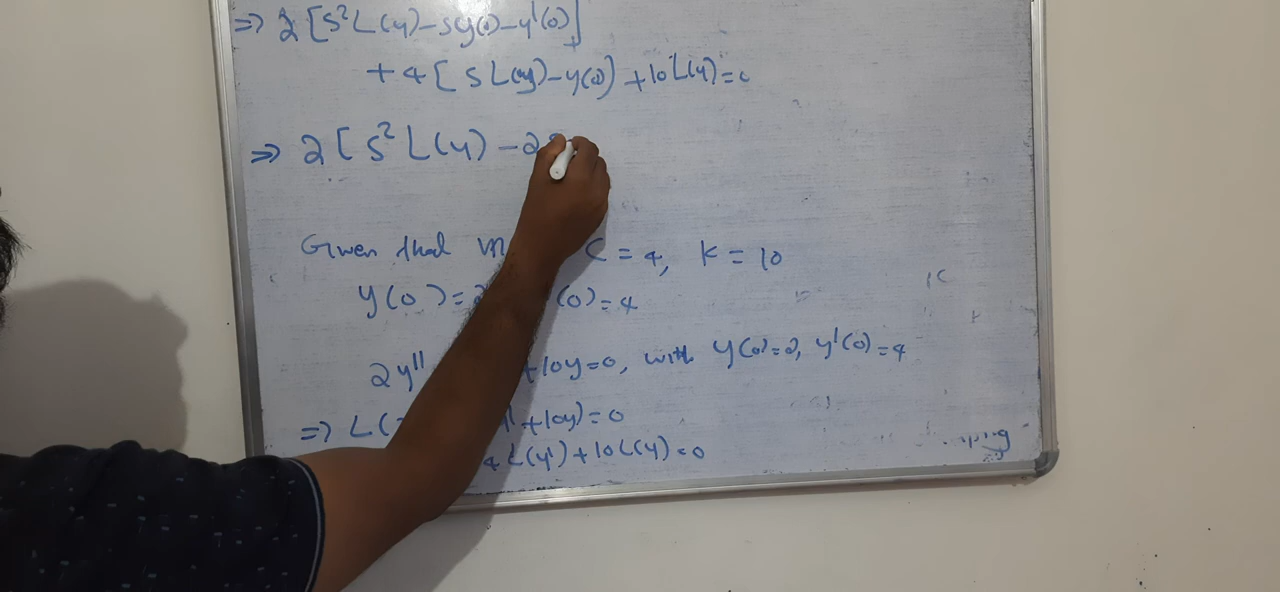 => 2 [S²L(y)-sy(0)-y'(0)]
+ 4 [SL(y)-y(0)] +10L(y)=0
=> 2 [S²L(y) -2
Given that C = 4, K = 10
y(0)= (0)=4
2y'' +10y=0, with y(0)=2, y'(0)=4
=> L( +10y)=0
4L(y')+10L(y)=0